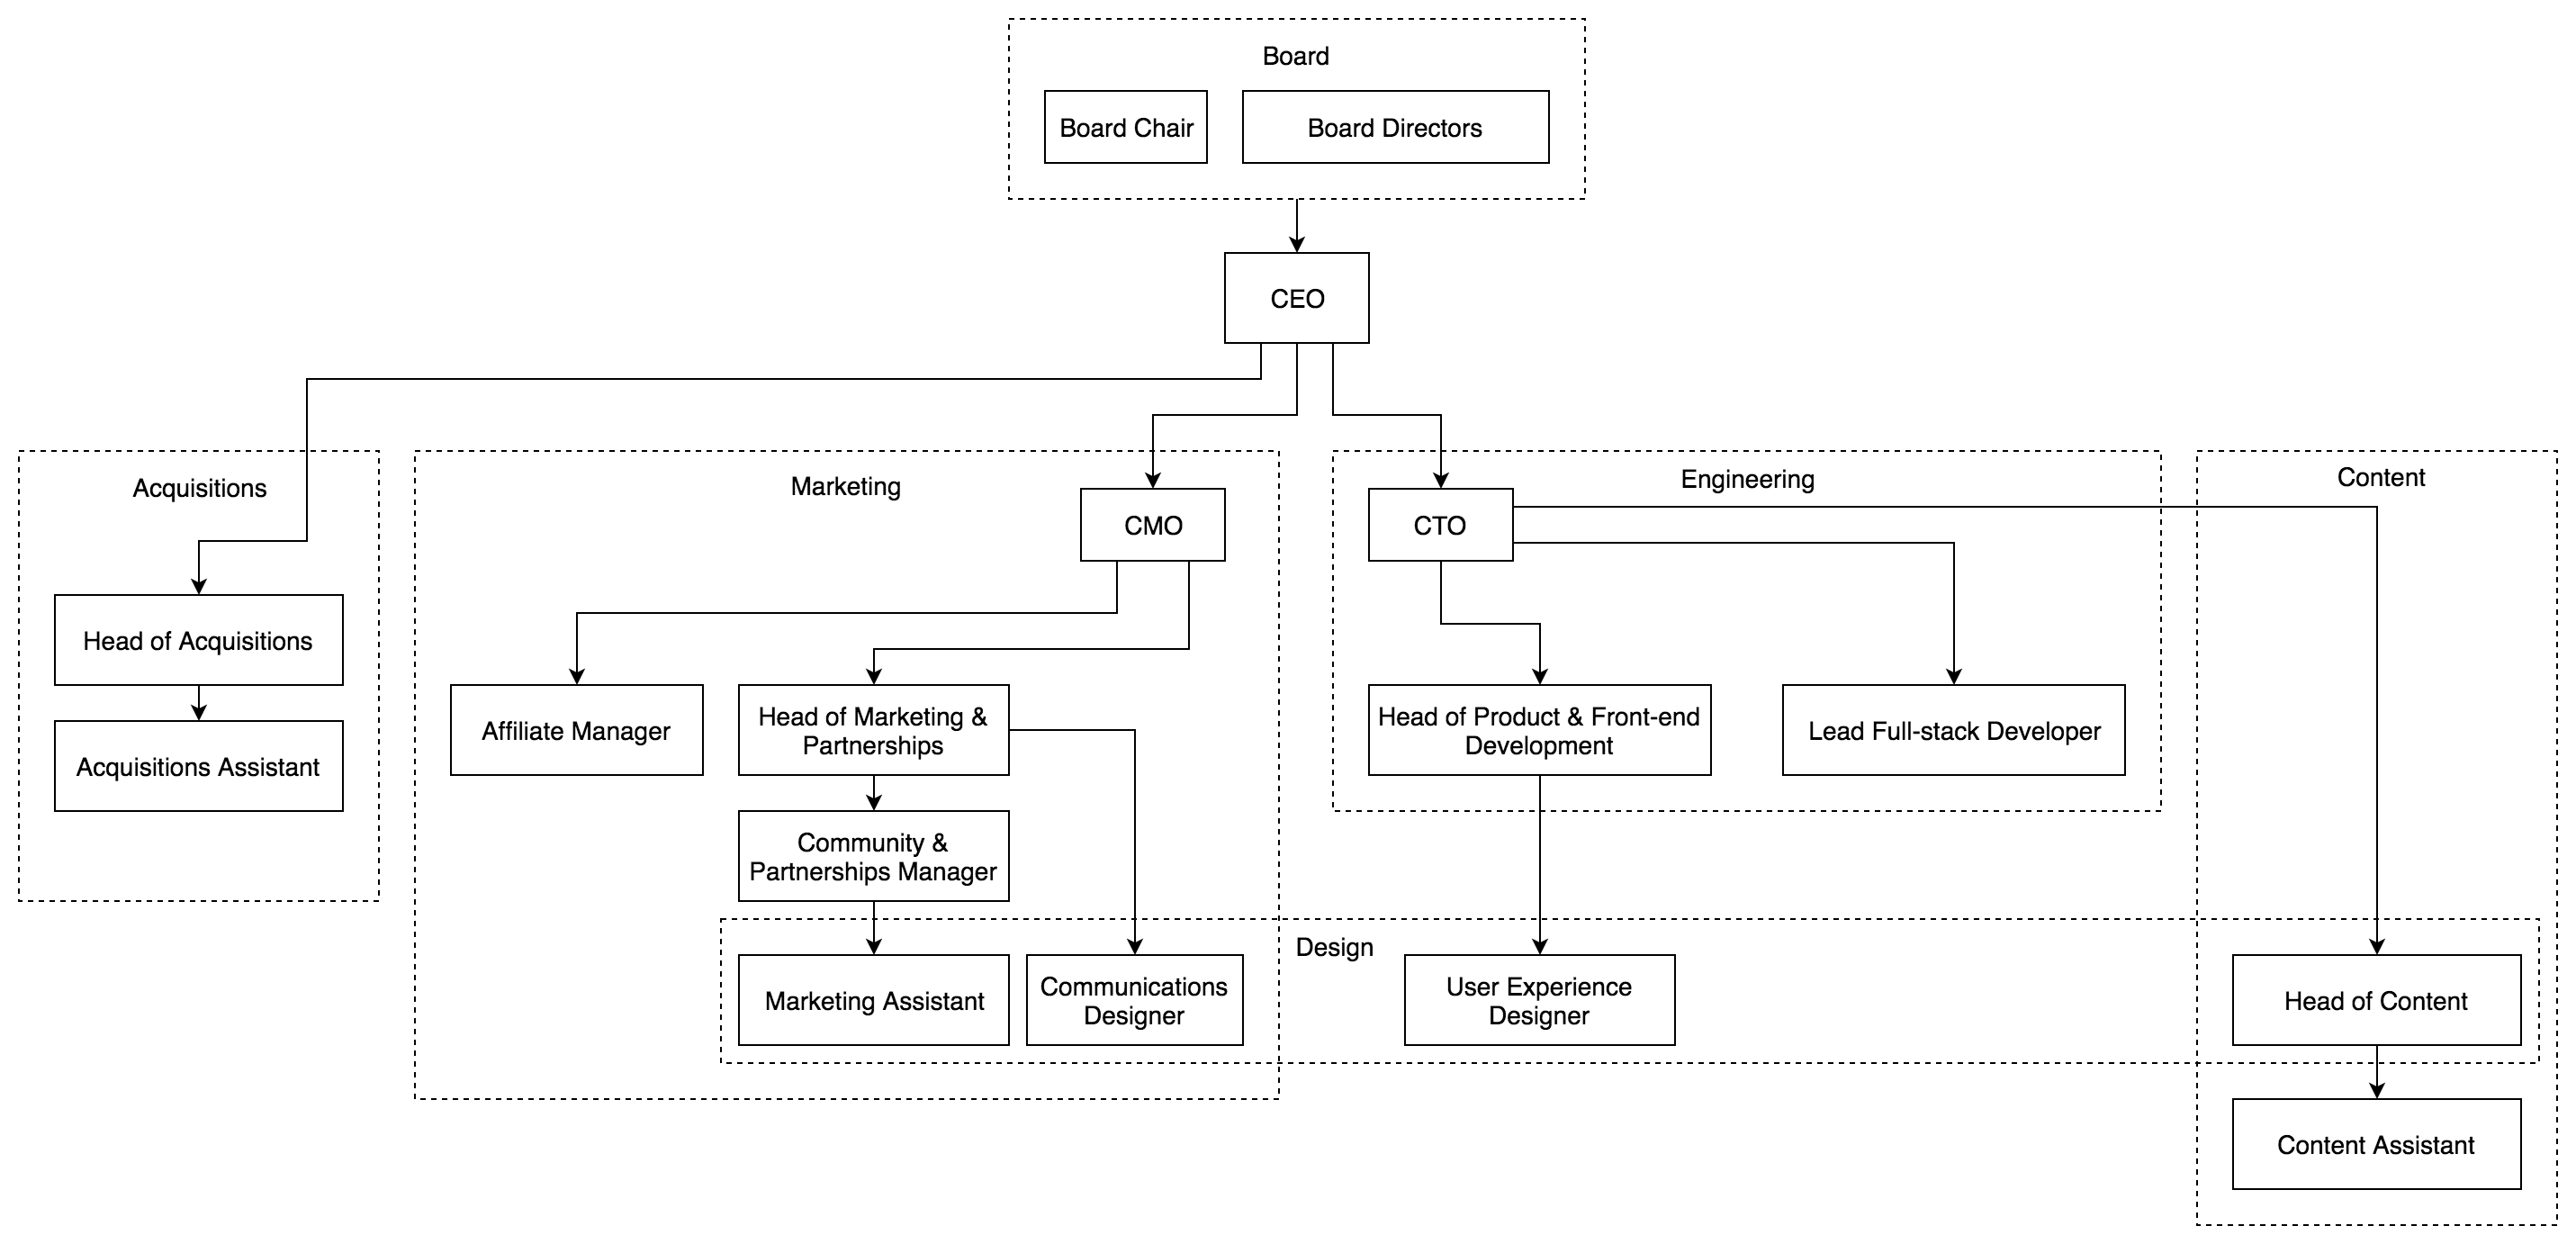 Board
Board Chair
Board Directors
CEO
Acquisitions
Head of Acquisitions
Acquisitions Assistant
Marketing
CMO
Affiliate Manager
Head of Marketing &
Partnerships
Community &
Partnerships Manager
Marketing Assistant
Communications
Designer
Engineering
CTO
Head of Product & Front-end
Development
Lead Full-stack Developer
Design
User Experience
Designer
Content
Head of Content
Content Assistant